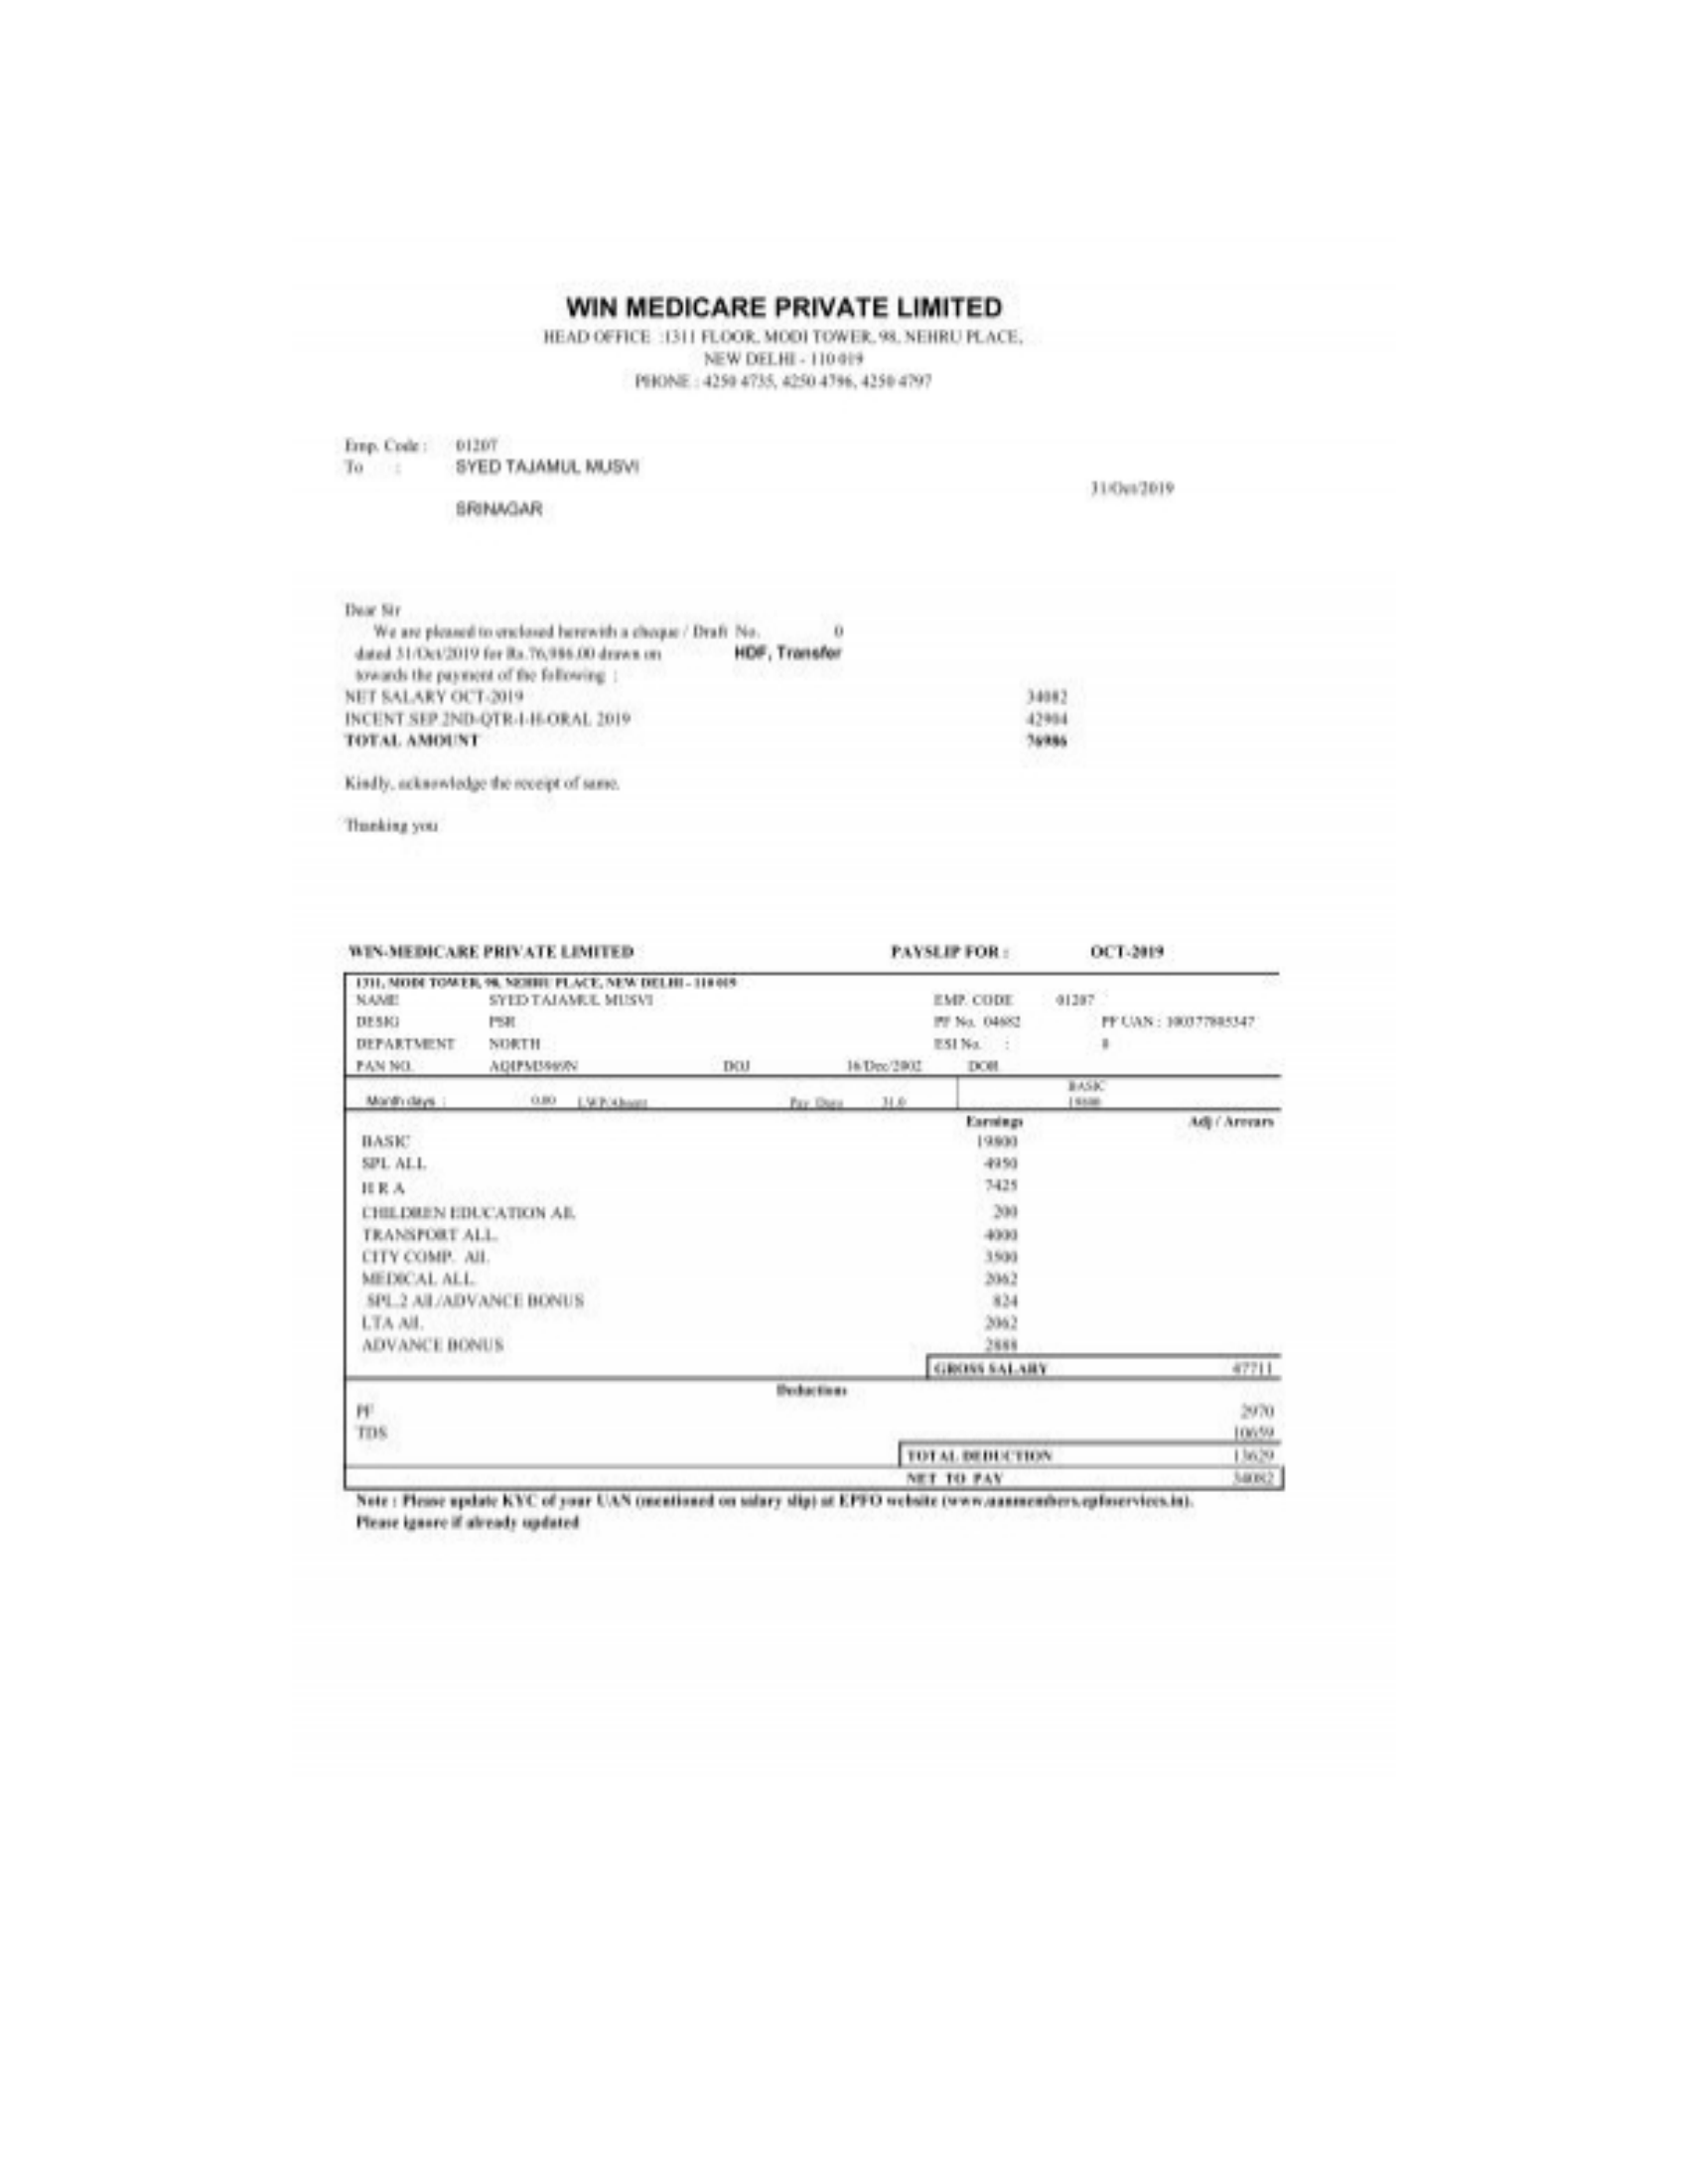 WIN MEDICARE PRIVATE LIMITED
HEAD OFFICE :1311 FLOOR, MODI TOWER, 98, NEHRU PLACE,
NEW DELHI - 110 019
PHONE : 4250 4735, 4250 4796, 4250 4797
Emp. Code : 01207
To : SYED TAJAMUL MUSVI
31/Oct/2019
SRINAGAR
Dear Sir
We are pleased to enclosed herewith a cheque / Draft No. 0
dated 31/Oct/2019 for Rs.76,986.00 drawn on HDF, Transfer
towards the payment of the following :
NET SALARY OCT-2019 34082
INCENT.SEP 2ND-QTR-I-H-ORAL 2019 42904
TOTAL AMOUNT 76986
Kindly, acknowledge the receipt of same.
Thanking you
WIN-MEDICARE PRIVATE LIMITED PAYSLIP FOR : OCT-2019
1311, MODI TOWER, 98, NEHRU PLACE, NEW DELHI - 110 019
NAME SYED TAJAMUL MUSVI EMP. CODE 01207
DESIG PSR PF No. 04682 PF UAN :
DEPARTMENT NORTH ESI No. : 0
PAN NO. DOJ 16/Dec/2002
BASIC
Month days : 0.00 LWP/Absent Pay Days 31.0 19800
Earnings Adj / Arrears
BASIC 19800
SPL ALL 4950
H R A 7425
CHILDREN EDUCATION All. 200
TRANSPORT ALL. 4000
CITY COMP. All. 3500
MEDICAL ALL. 2062
SPL.2 All./ADVANCE BONUS 824
LTA All. 2062
ADVANCE BONUS 2888
GROSS SALARY 47711
Deductions
PF 2970
TDS 10659
TOTAL DEDUCTION 13629
NET TO PAY 34082
Note : Please update KYC of your UAN (mentioned on salary slip) at EPFO website (www.uanmembers.epfoservices.in).
Please ignore if already updated